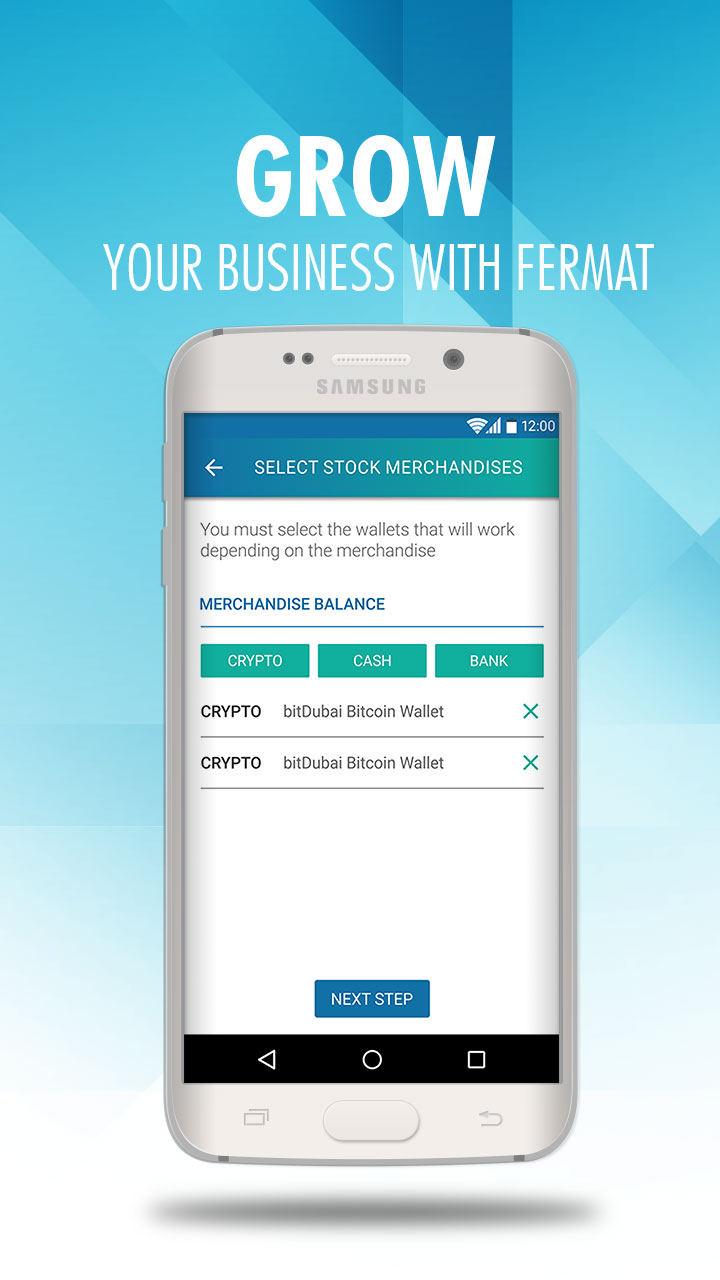 GROW
YOUR BUSINESS WITH FERMAT
SAMSUNG
12:00
SELECT STOCK MERCHANDISES
You must select the wallets that will work
depending on the merchandise
MERCHANDISE BALANCE
CRYPTO CASH BANK
CRYPTO bitDubai Bitcoin Wallet
CRYPTO bitDubai Bitcoin Wallet
NEXT STEP